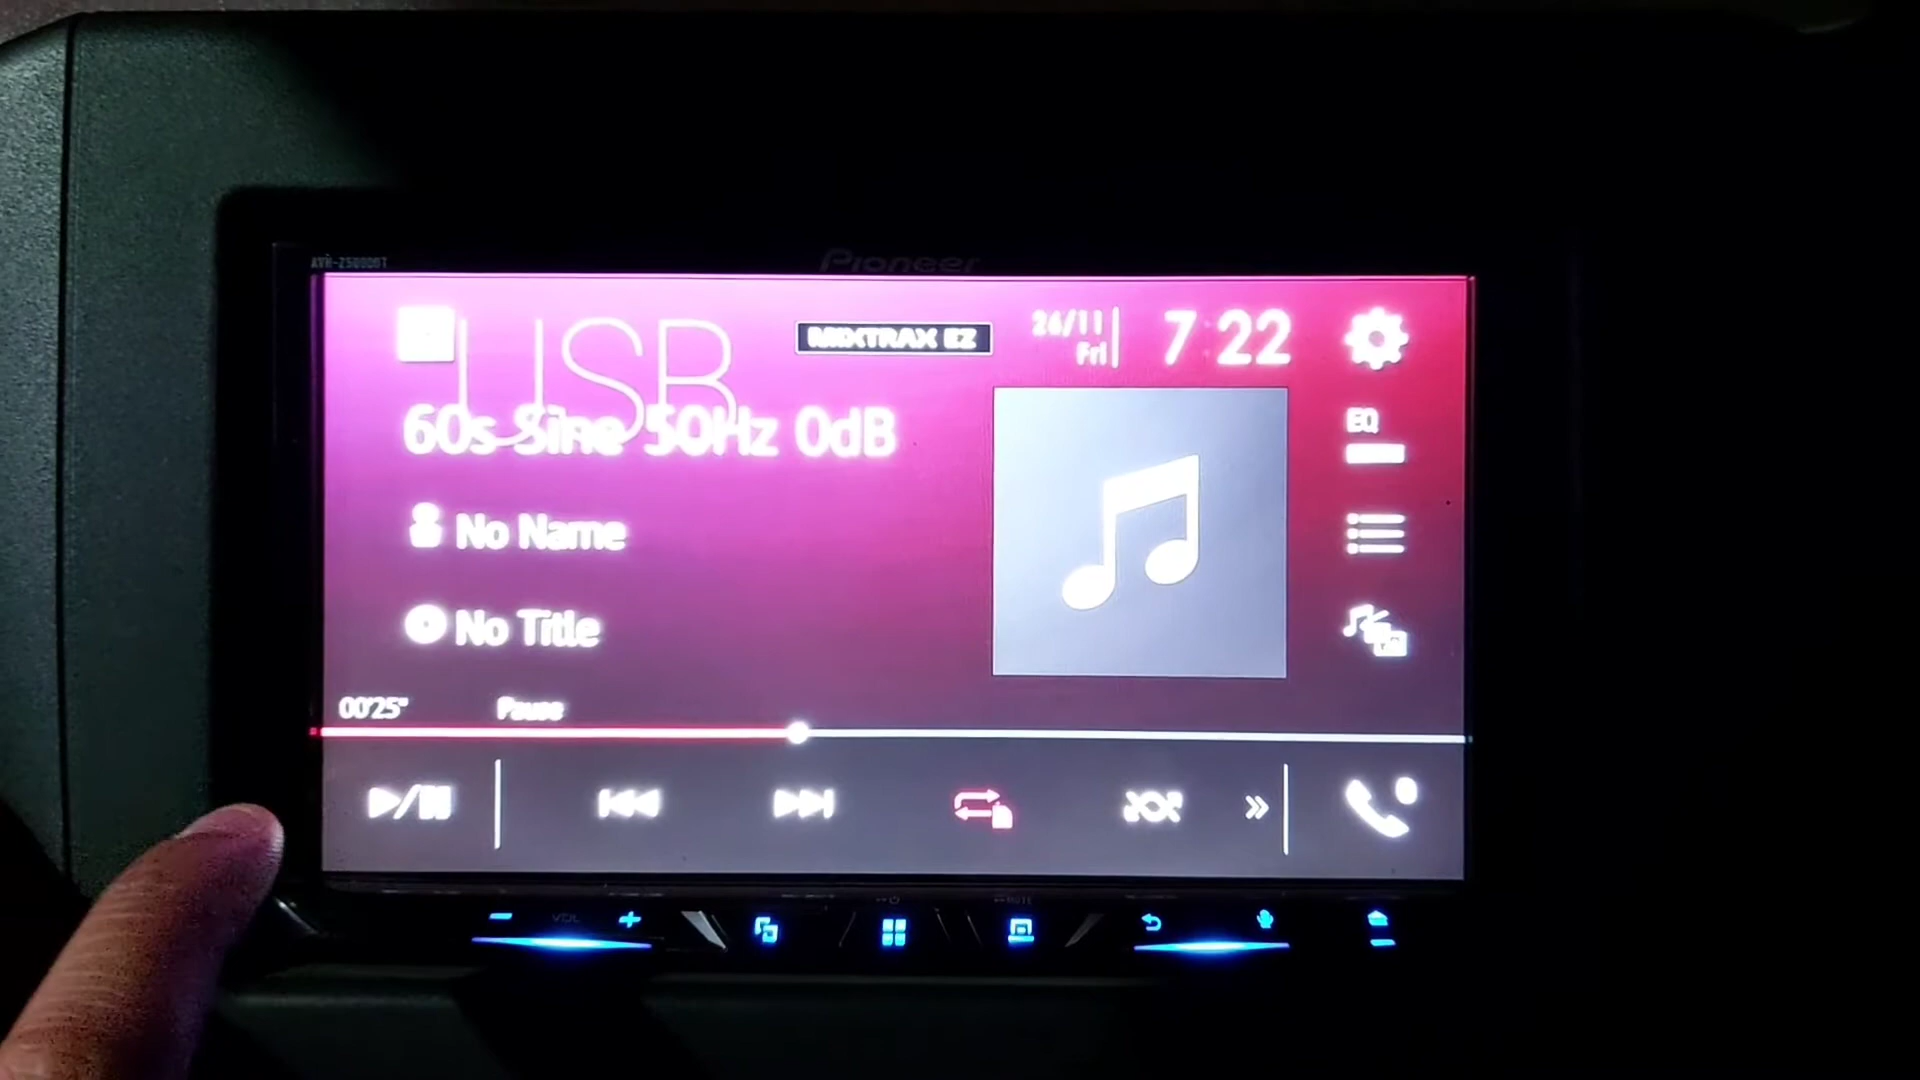 Pioneer
USB
MIXTRAX EZ
26/11
Fri
7:22
60s Sine 50Hz 0dB
EQ
No Name
No Title
00'25"
Pause
VOL
MUTE